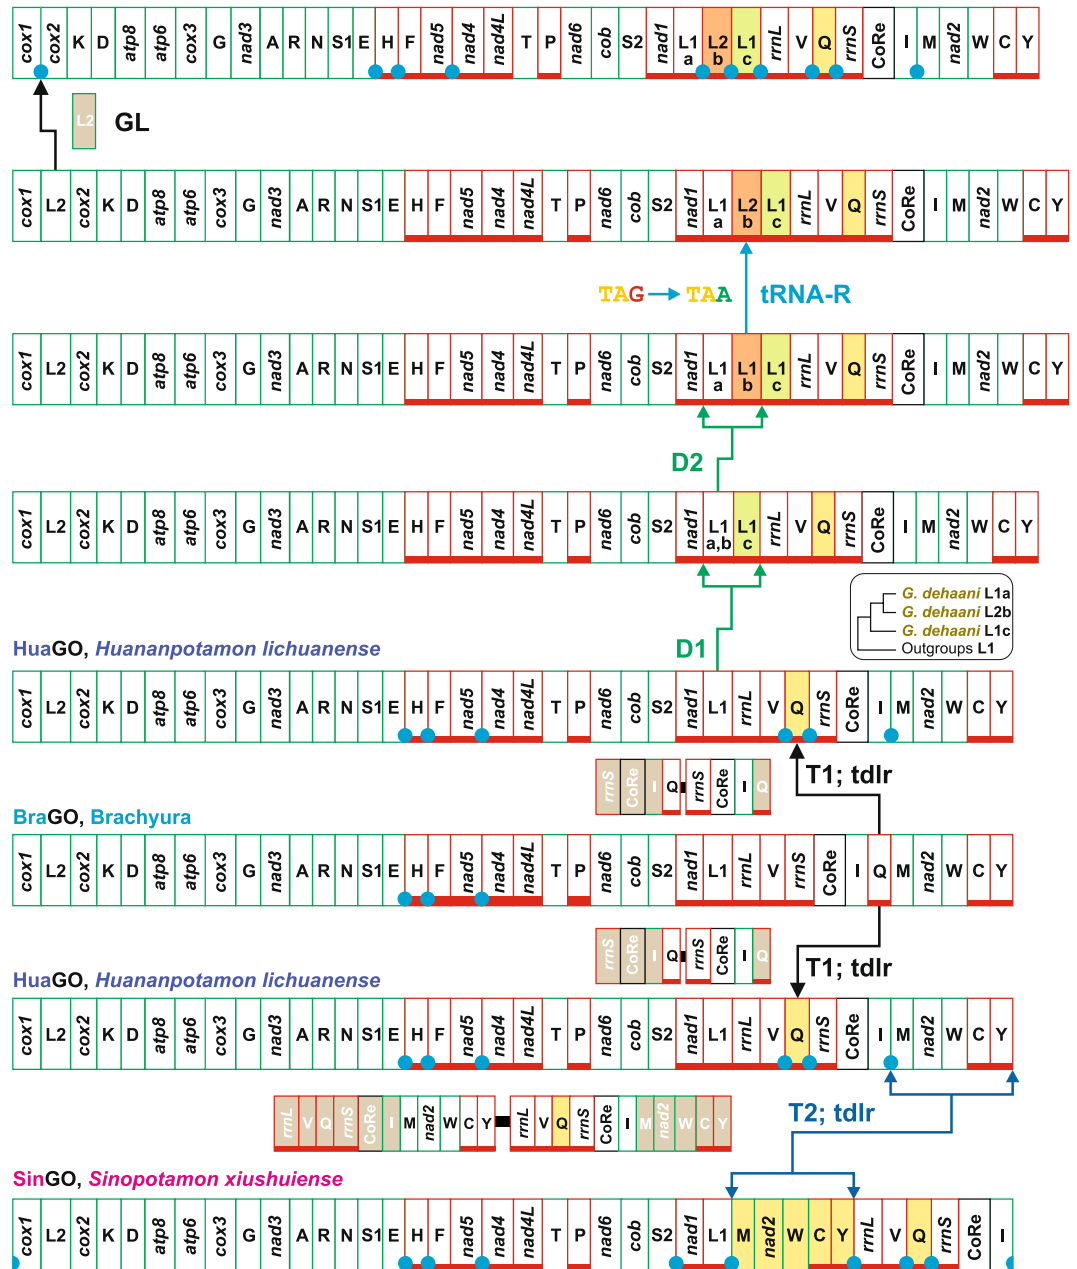 cox1 cox2 K D atp8 atp6 cox3 G nad3 A R N S1 E H F nad5 nad4 nad4L T P nad6 cob S2 nad1 L1 a L2 b L1 c rrnL V Q rrnS CoRe I M nad2 W C Y
L2 GL
cox1 L2 cox2 K D atp8 atp6 cox3 G nad3 A R N S1 E H F nad5 nad4 nad4L T P nad6 cob S2 nad1 L1 a L2 b L1 c rrnL V Q rrnS CoRe I M nad2 W C Y
TAG TAA tRNA-R
cox1 L2 cox2 K D atp8 atp6 cox3 G nad3 A R N S1 E H F nad5 nad4 nad4L T P nad6 cob S2 nad1 L1 a L1 b L1 c rrnL V Q rrnS CoRe I M nad2 W C Y
D2
cox1 L2 cox2 K D atp8 atp6 cox3 G nad3 A R N S1 E H F nad5 nad4 nad4L T P nad6 cob S2 nad1 L1 a,b L1 c rrnL V Q rrnS CoRe I M nad2 W C Y
G. dehaani L1a
G. dehaani L2b
G. dehaani L1c
Outgroups L1
D1
HuaGO, Huananpotamon lichuanense
cox1 L2 cox2 K D atp8 atp6 cox3 G nad3 A R N S1 E H F nad5 nad4 nad4L T P nad6 cob S2 nad1 L1 rrnL V Q rrnS CoRe I M nad2 W C Y
rrnS CoRe I Q rrnS CoRe I Q
T1; tdlr
BraGO, Brachyura
cox1 L2 cox2 K D atp8 atp6 cox3 G nad3 A R N S1 E H F nad5 nad4 nad4L T P nad6 cob S2 nad1 L1 rrnL V rrnS CoRe I Q M nad2 W C Y
rrnS CoRe I Q rrnS CoRe I Q
T1; tdlr
HuaGO, Huananpotamon lichuanense
cox1 L2 cox2 K D atp8 atp6 cox3 G nad3 A R N S1 E H F nad5 nad4 nad4L T P nad6 cob S2 nad1 L1 rrnL V Q rrnS CoRe I M nad2 W C Y
rrnL V Q rrnS CoRe I M nad2 W C Y rrnL V Q rrnS CoRe I M nad2 W C Y
T2; tdlr
SinGO, Sinopotamon xiushuiense
cox1 L2 cox2 K D atp8 atp6 cox3 G nad3 A R N S1 E H F nad5 nad4 nad4L T P nad6 cob S2 nad1 L1 M nad2 W C Y rrnL V Q rrnS CoRe I